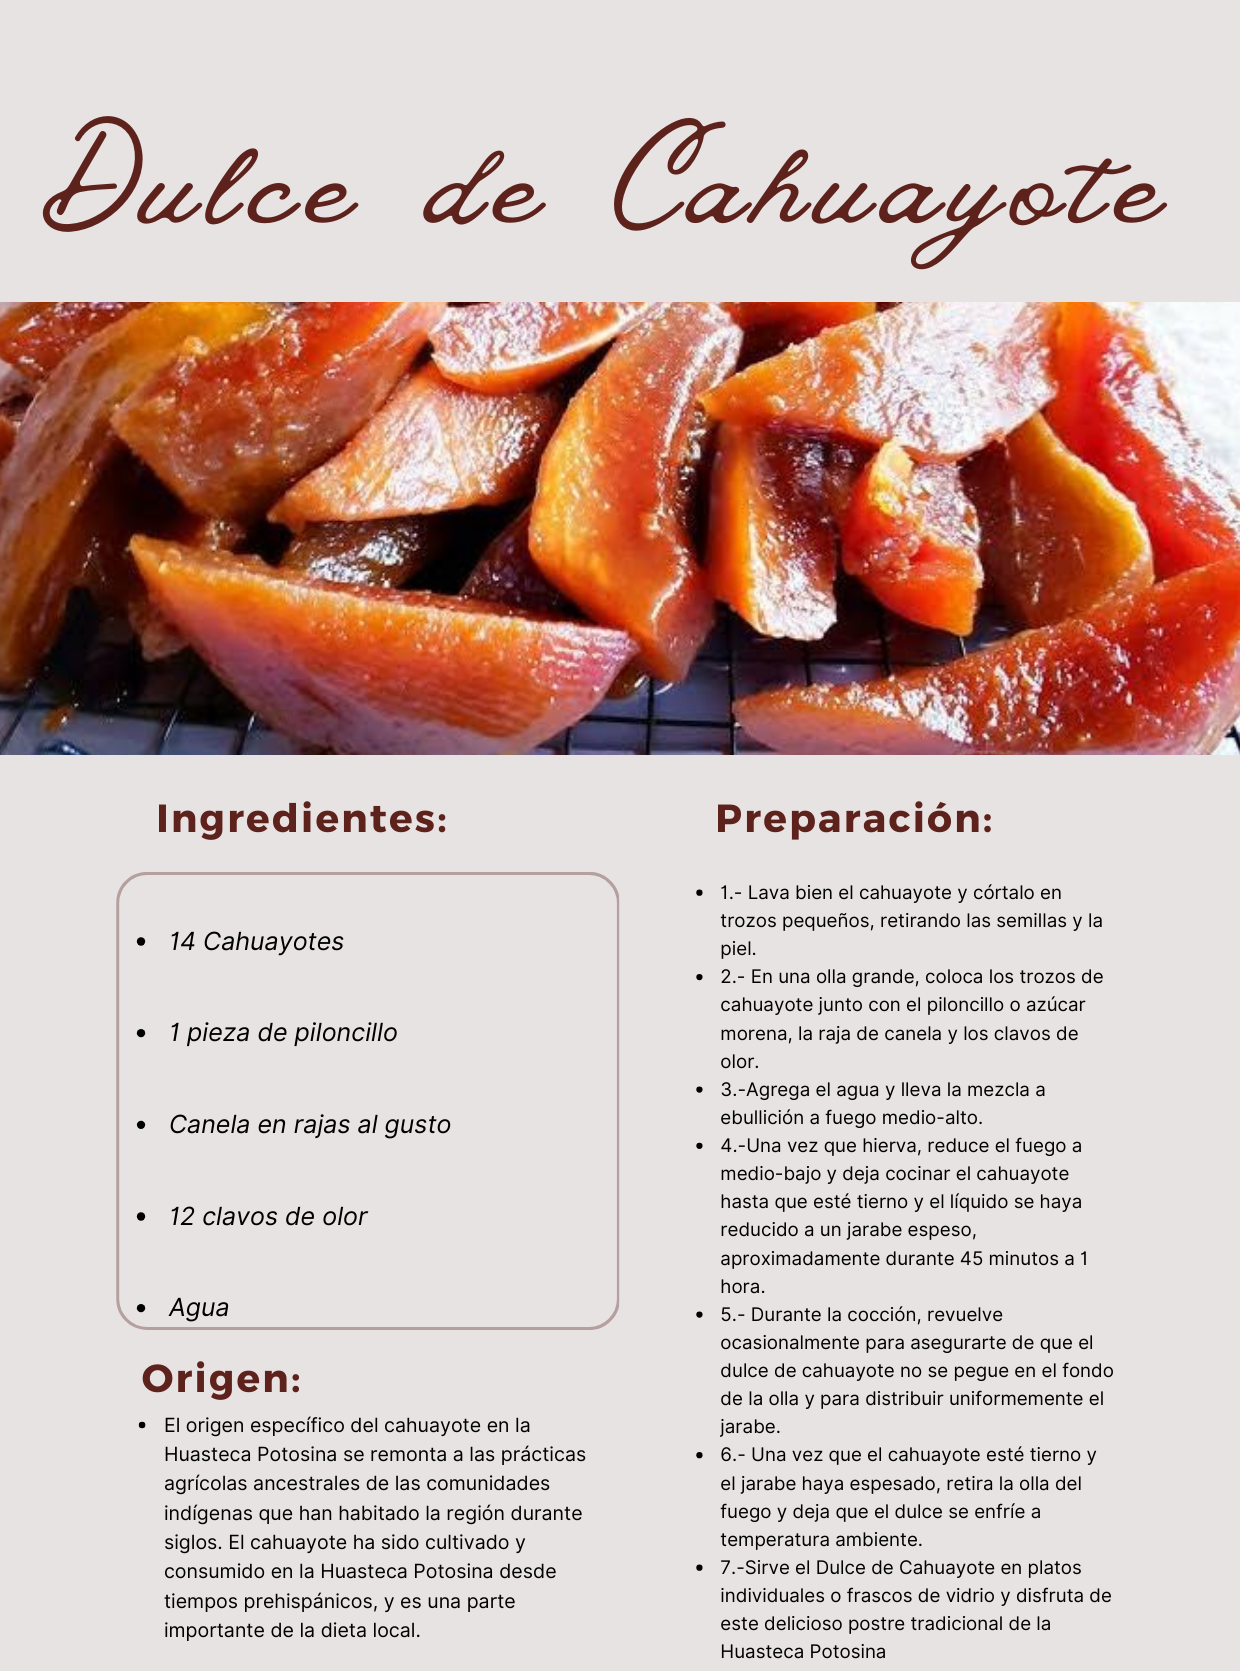 Dulce de Cahuayote
Ingredientes:
• 14 Cahuayotes
• 1 pieza de piloncillo
• Canela en rajas al gusto
• 12 clavos de olor
• Agua
Origen:
• El origen específico del cahuayote en la
Huasteca Potosina se remonta a las prácticas
agrícolas ancestrales de las comunidades
indígenas que han habitado la región durante
siglos. El cahuayote ha sido cultivado y
consumido en la Huasteca Potosina desde
tiempos prehispánicos, y es una parte
importante de la dieta local.
Preparación:
• 1.- Lava bien el cahuayote y córtalo en
trozos pequeños, retirando las semillas y la
piel.
• 2.- En una olla grande, coloca los trozos de
cahuayote junto con el piloncillo o azúcar
morena, la raja de canela y los clavos de
olor.
• 3.-Agrega el agua y lleva la mezcla a
ebullición a fuego medio-alto.
• 4.-Una vez que hierva, reduce el fuego a
medio-bajo y deja cocinar el cahuayote
hasta que esté tierno y el líquido se haya
reducido a un jarabe espeso,
aproximadamente durante 45 minutos a 1
hora.
• 5.- Durante la cocción, revuelve
ocasionalmente para asegurarte de que el
dulce de cahuayote no se pegue en el fondo
de la olla y para distribuir uniformemente el
jarabe.
• 6.- Una vez que el cahuayote esté tierno y
el jarabe haya espesado, retira la olla del
fuego y deja que el dulce se enfríe a
temperatura ambiente.
• 7.-Sirve el Dulce de Cahuayote en platos
individuales o frascos de vidrio y disfruta de
este delicioso postre tradicional de la
Huasteca Potosina